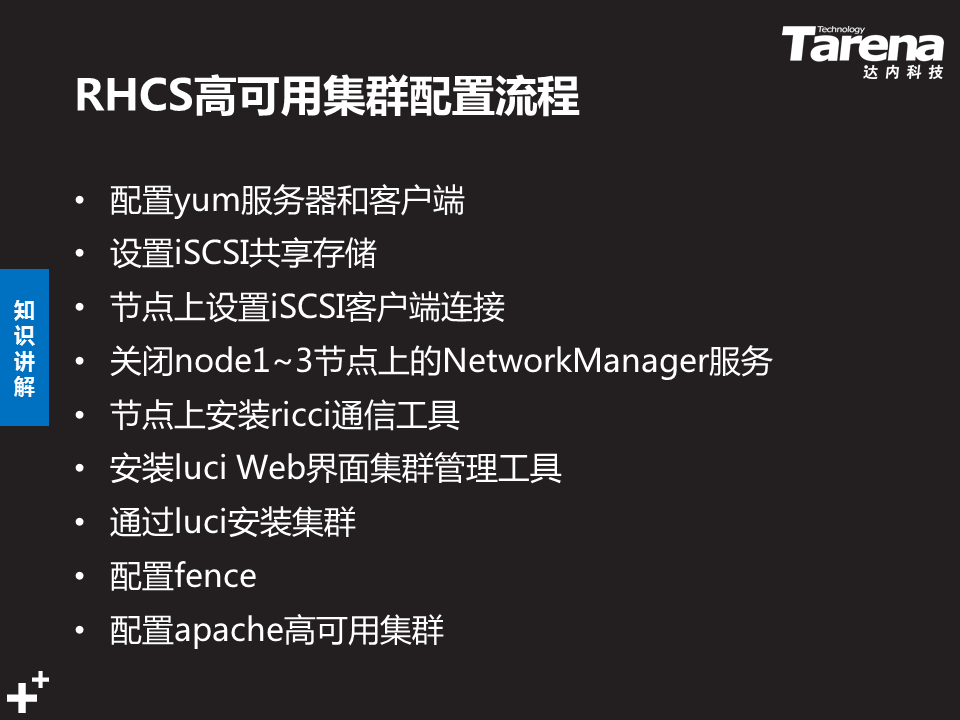 Technology
Tarena
达内科技
RHCS高可用集群配置流程
• 配置yum服务器和客户端
• 设置iSCSI共享存储
• 节点上设置iSCSI客户端连接
• 关闭node1~3节点上的NetworkManager服务
• 节点上安装ricci通信工具
• 安装luci Web界面集群管理工具
• 通过luci安装集群
• 配置fence
• 配置apache高可用集群
知识讲解